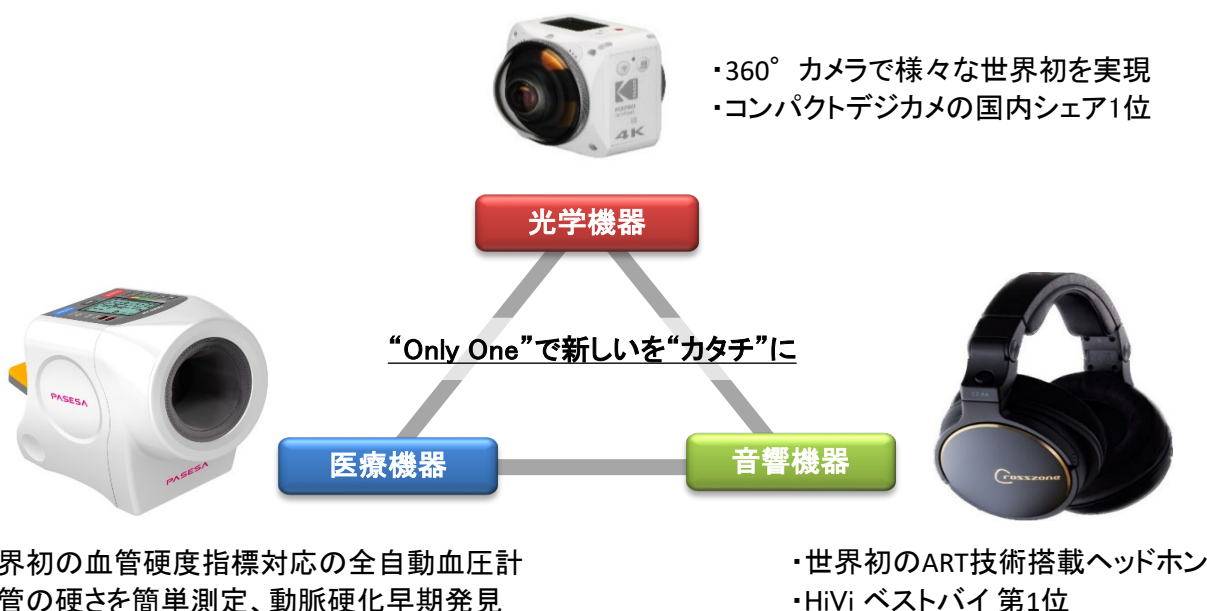 ・360°カメラで様々な世界初を実現
・コンパクトデジカメの国内シェア1位
KODAK
PIXPRO
4K
光学機器
“Only One”で新しいを“カタチ”に
PASESA
PASESA
医療機器
音響機器
Crosszone
界初の血管硬度指標対応の全自動血圧計
管の硬さを簡単測定、動脈硬化早期発見
・世界初のART技術搭載ヘッドホン
・HiVi ベストバイ 第1位